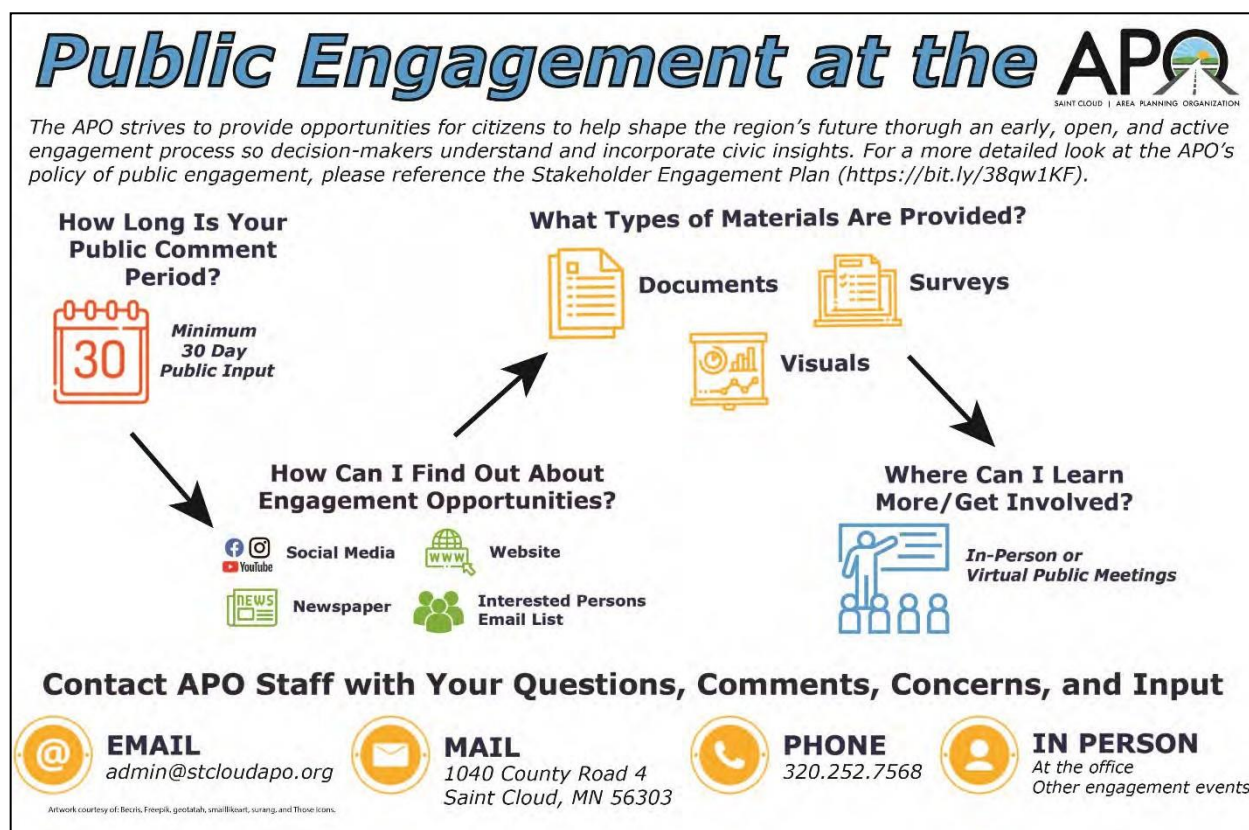 Public Engagement at the APO
SAINT CLOUD | AREA PLANNING ORGANIZATION
The APO strives to provide opportunities for citizens to help shape the region's future thorugh an early, open, and active
engagement process so decision-makers understand and incorporate civic insights. For a more detailed look at the APO's
policy of public engagement, please reference the Stakeholder Engagement Plan (https://bit.ly/38qw1KF).
How Long Is Your
Public Comment
Period?
30
Minimum
30 Day
Public Input
How Can I Find Out About
Engagement Opportunities?
YouTube
Social Media
WWW
Website
NEWS
Newspaper
Interested Persons
Email List
What Types of Materials Are Provided?
Documents
Surveys
Visuals
Where Can I Learn
More/Get Involved?
In-Person or
Virtual Public Meetings
Contact APO Staff with Your Questions, Comments, Concerns, and Input
@
EMAIL
admin@stcloudapo.org
MAIL
1040 County Road 4
Saint Cloud, MN 56303
PHONE
320.252.7568
IN PERSON
At the office
Other engagement events
Artwork courtesy of: Becris, Freepik, geotatah, smalllikeart, surang, and Those Icons.